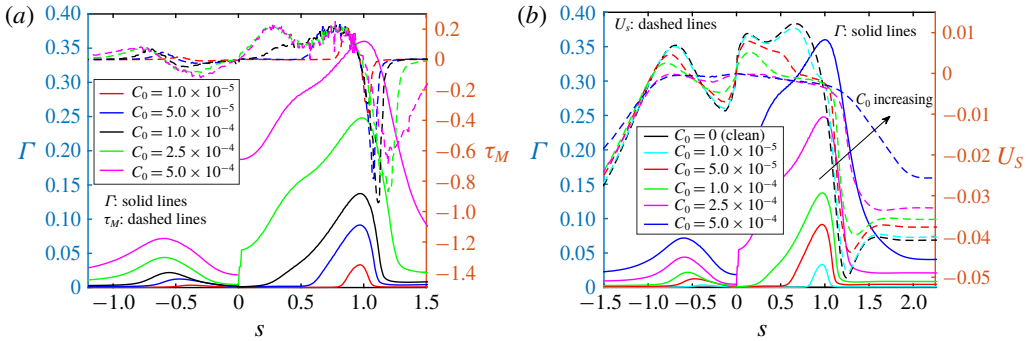 (a)
0.40
0.35
0.30
0.25
Γ 0.20
0.15
0.10
0.05
0
−1.0 −0.5 0 0.5 1.0 1.5
s
0.2
0
−0.2
−0.4
−0.6 τM
−0.8
−1.0
−1.2
−1.4
C0 = 1.0 × 10−5
C0 = 5.0 × 10−5
C0 = 1.0 × 10−4
C0 = 2.5 × 10−4
C0 = 5.0 × 10−4
Γ: solid lines
τM: dashed lines
(b)
0.40
0.35
0.30
0.25
Γ 0.20
0.15
0.10
0.05
0
−1.5 −1.0 −0.5 0 0.5 1.0 1.5 2.0
s
0.01
0
−0.01
−0.02
US
−0.03
−0.04
−0.05
Us: dashed lines
Γ: solid lines
C0 increasing
C0 = 0 (clean)
C0 = 1.0 × 10−5
C0 = 5.0 × 10−5
C0 = 1.0 × 10−4
C0 = 2.5 × 10−4
C0 = 5.0 × 10−4